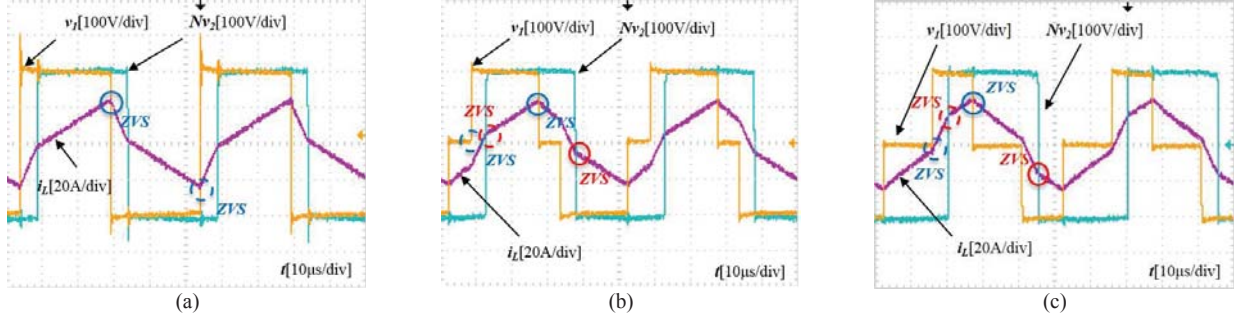 v1[100V/div]
Nv2[100V/div]
ZVS
iL[20A/div]
ZVS
t[10μs/div]
(a)
v1[100V/div]
Nv2[100V/div]
ZVS
ZVS
ZVS
ZVS
iL[20A/div]
t[10μs/div]
(b)
v1[100V/div]
Nv2[100V/div]
ZVS
ZVS
ZVS
ZVS
iL[20A/div]
t[10μs/div]
(c)